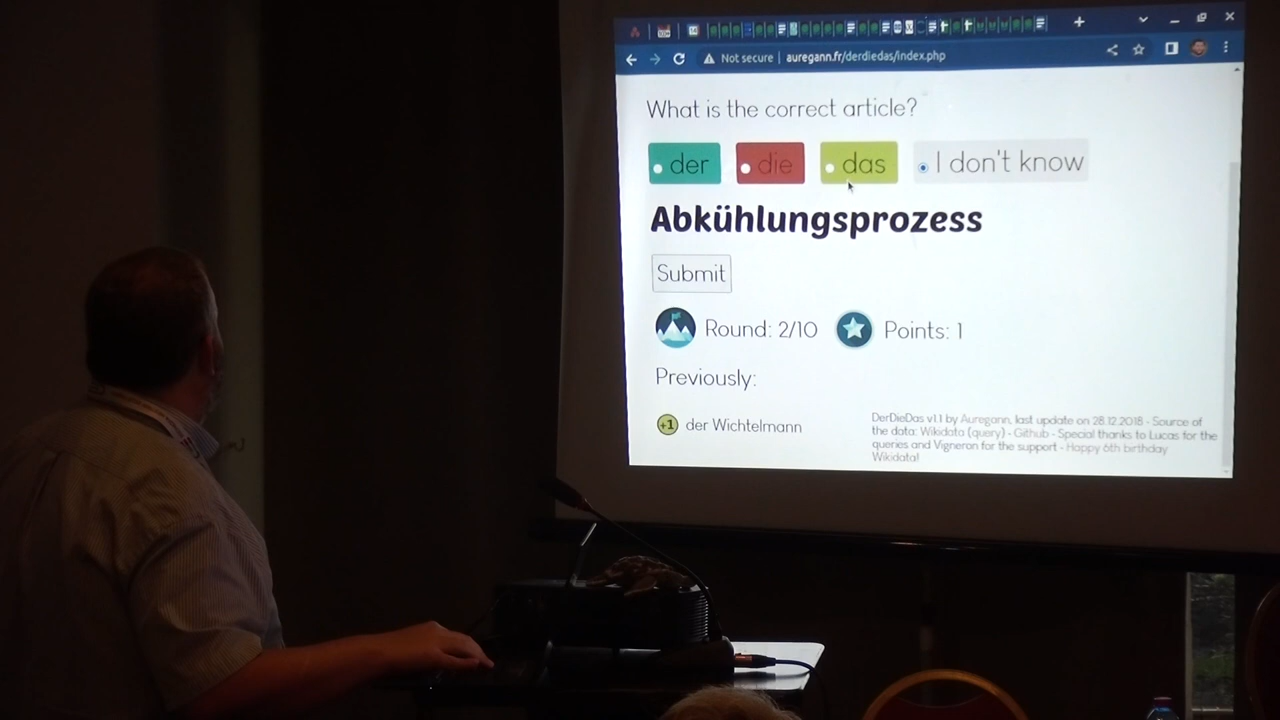 Not secure | auregann.fr/derdiedas/index.php
What is the correct article?
der die das I don't know
Abkühlungsprozess
Submit
Round: 2/10 Points: 1
Previously:
+1 der Wichtelmann
DerDieDas v1.1 by Auregann, last update on 28.12.2018 - Source of
the data: Wikidata (query) - Github - Special thanks to Lucas for the
queries and Vigneron for the support - Happy 6th birthday
Wikidata!